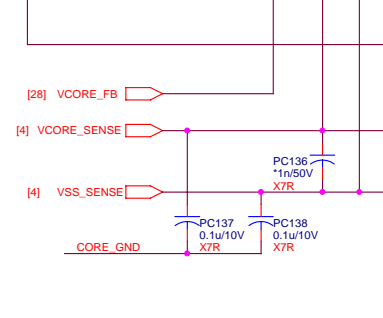 [28] VCORE_FB
[4] VCORE_SENSE
PC136
*1n/50V
X7R
[4] VSS_SENSE
PC137
0.1u/10V
X7R
PC138
0.1u/10V
X7R
CORE_GND